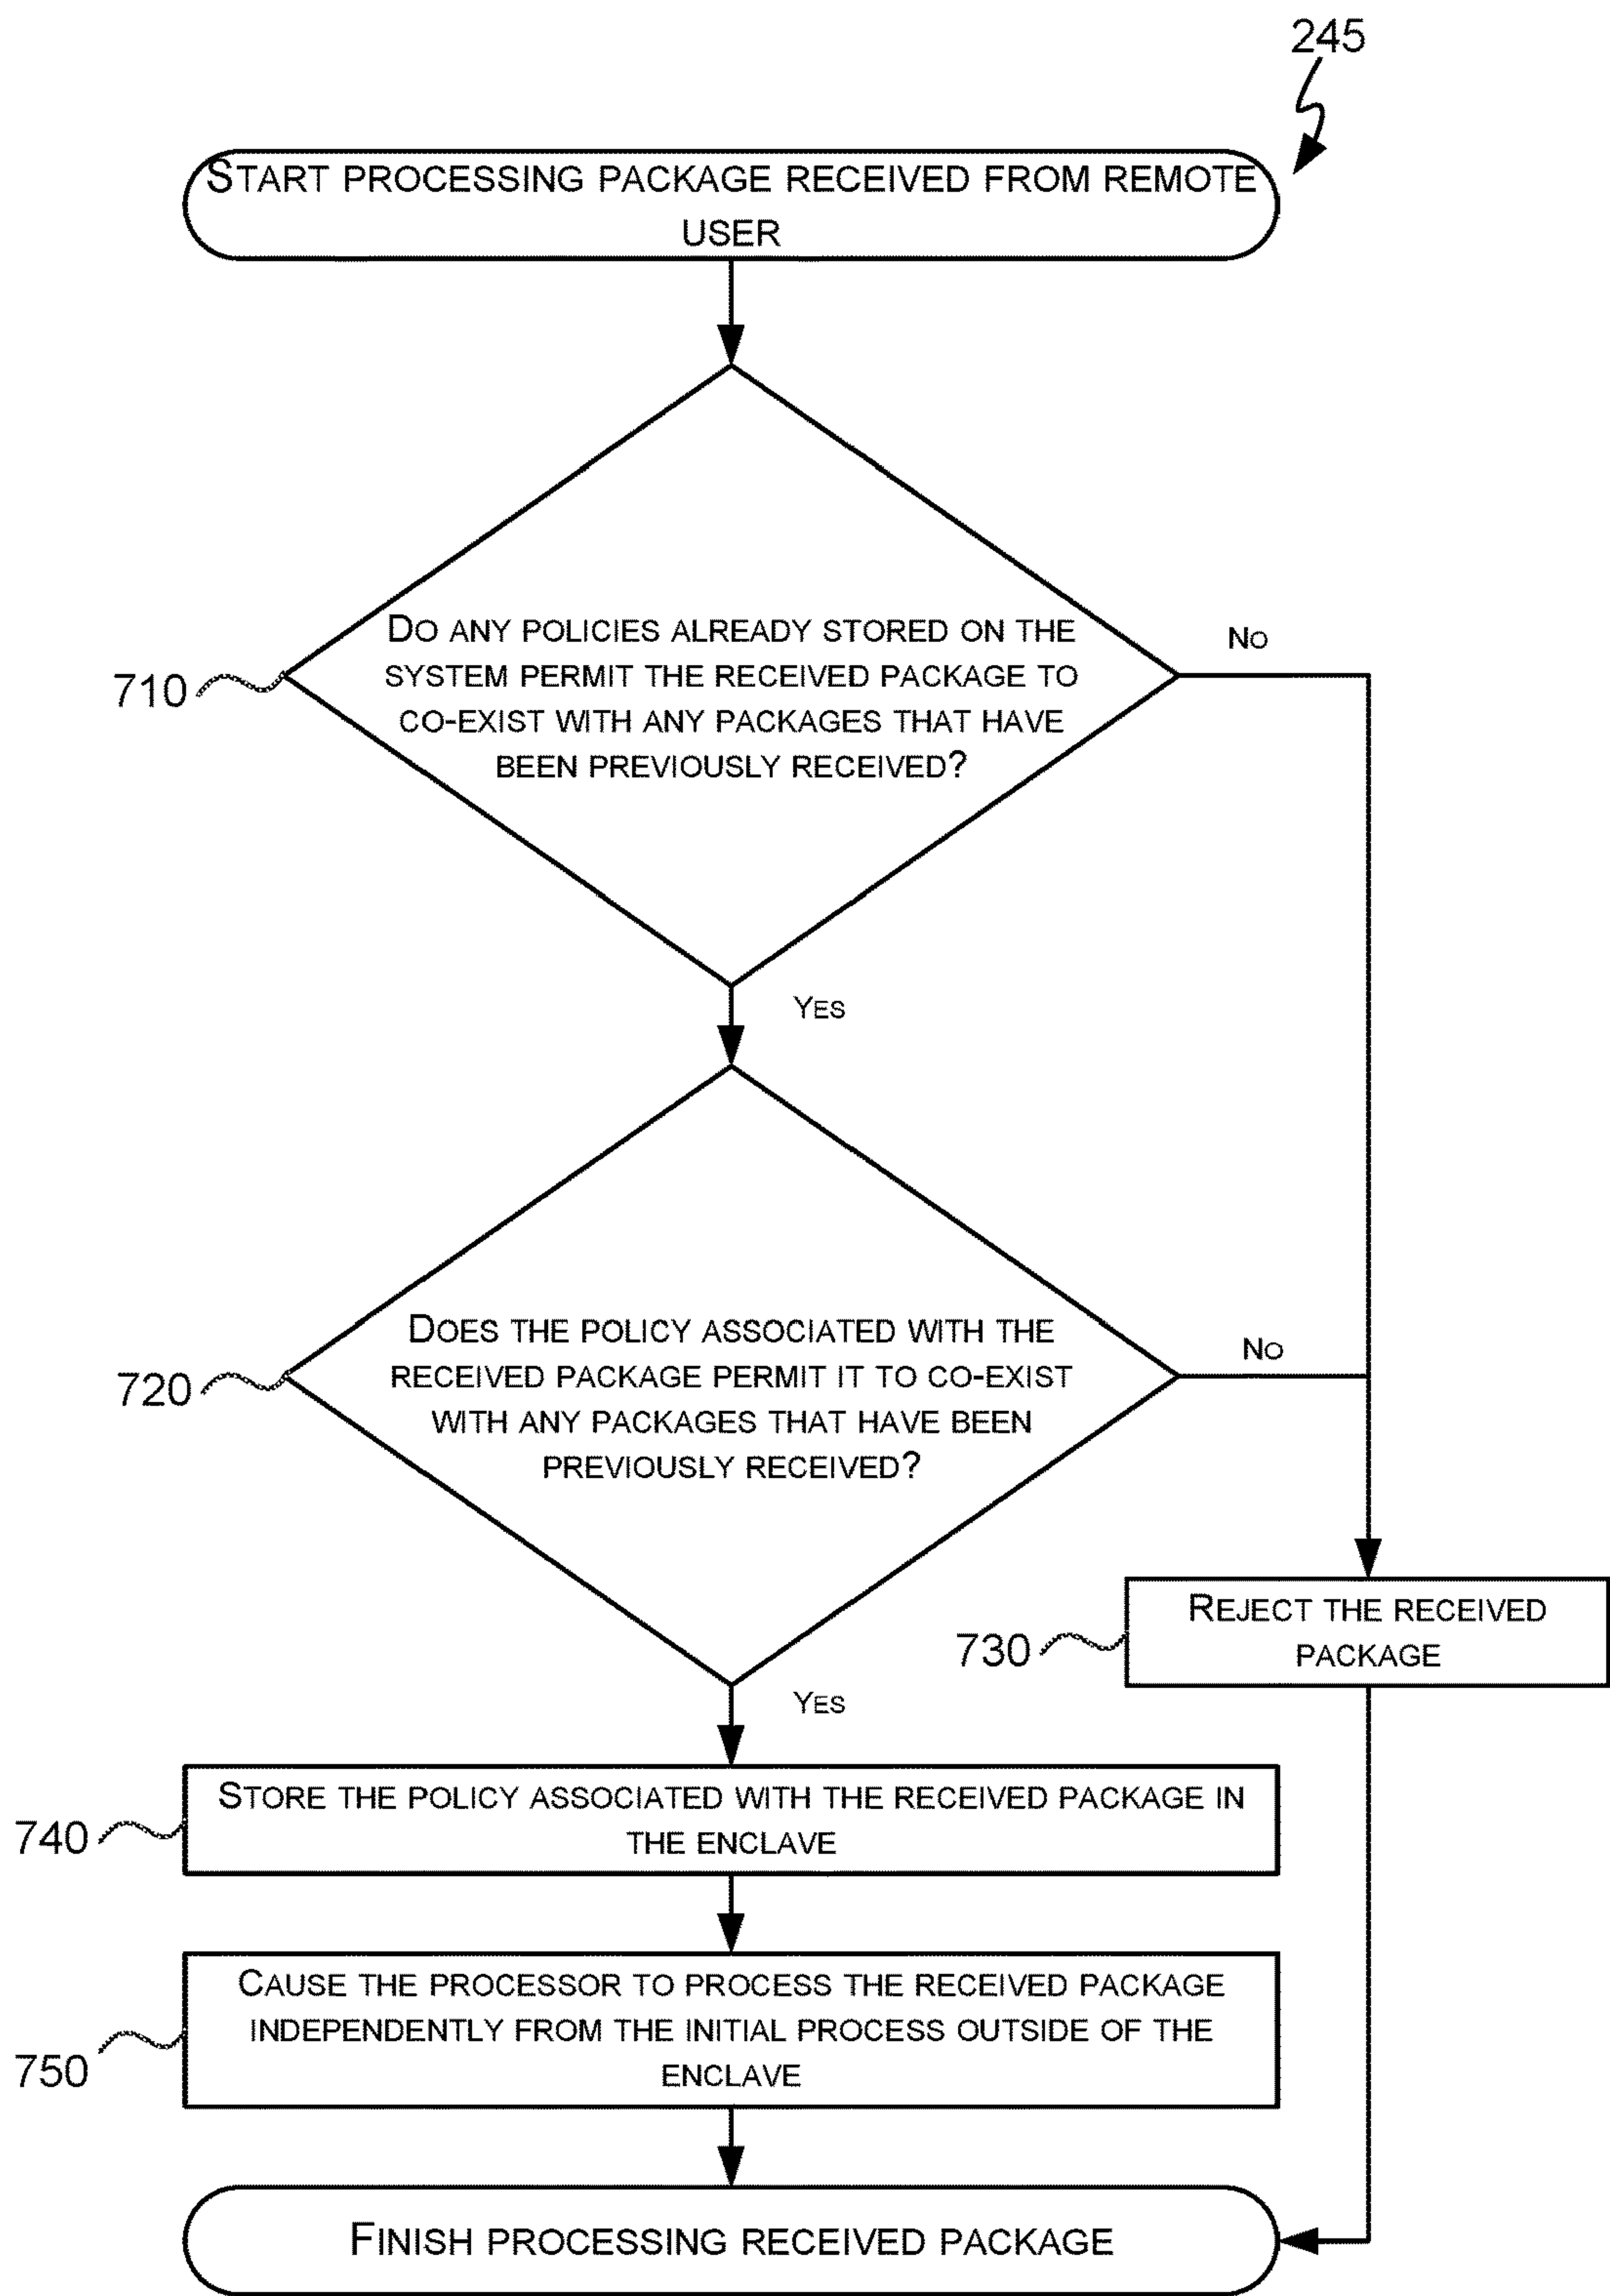 245
START PROCESSING PACKAGE RECEIVED FROM REMOTE
USER
DO ANY POLICIES ALREADY STORED ON THE
SYSTEM PERMIT THE RECEIVED PACKAGE TO
CO-EXIST WITH ANY PACKAGES THAT HAVE
BEEN PREVIOUSLY RECEIVED?
710
NO
YES
DOES THE POLICY ASSOCIATED WITH THE
RECEIVED PACKAGE PERMIT IT TO CO-EXIST
WITH ANY PACKAGES THAT HAVE BEEN
PREVIOUSLY RECEIVED?
720
NO
REJECT THE RECEIVED
PACKAGE
730
YES
STORE THE POLICY ASSOCIATED WITH THE RECEIVED PACKAGE IN
THE ENCLAVE
740
CAUSE THE PROCESSOR TO PROCESS THE RECEIVED PACKAGE
INDEPENDENTLY FROM THE INITIAL PROCESS OUTSIDE OF THE
ENCLAVE
750
FINISH PROCESSING RECEIVED PACKAGE